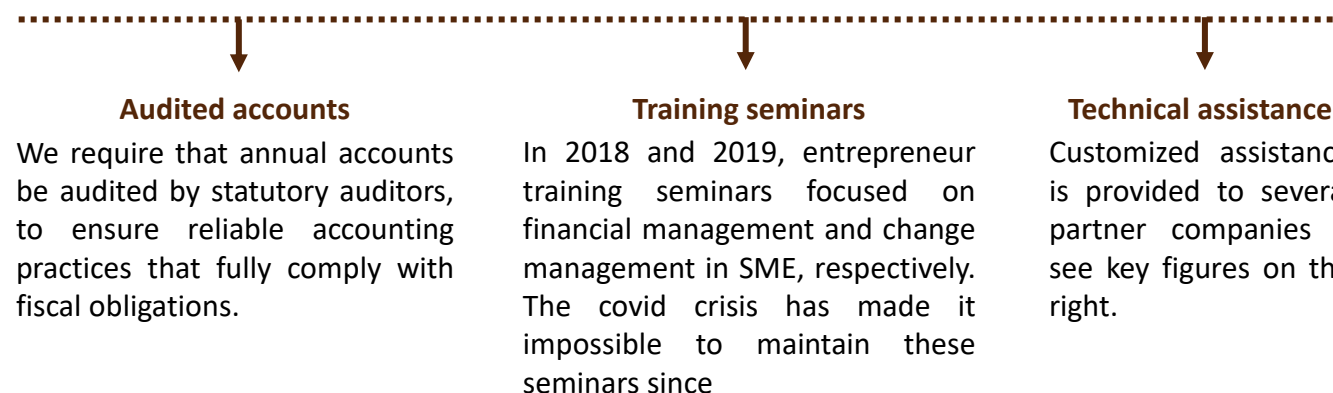 Audited accounts
We require that annual accounts
be audited by statutory auditors,
to ensure reliable accounting
practices that fully comply with
fiscal obligations.
Training seminars
In 2018 and 2019, entrepreneur
training seminars focused on
financial management and change
management in SME, respectively.
The covid crisis has made it
impossible to maintain these
seminars since
Technical assistance
Customized assistanc
is provided to severa
partner companies
see key figures on th
right.